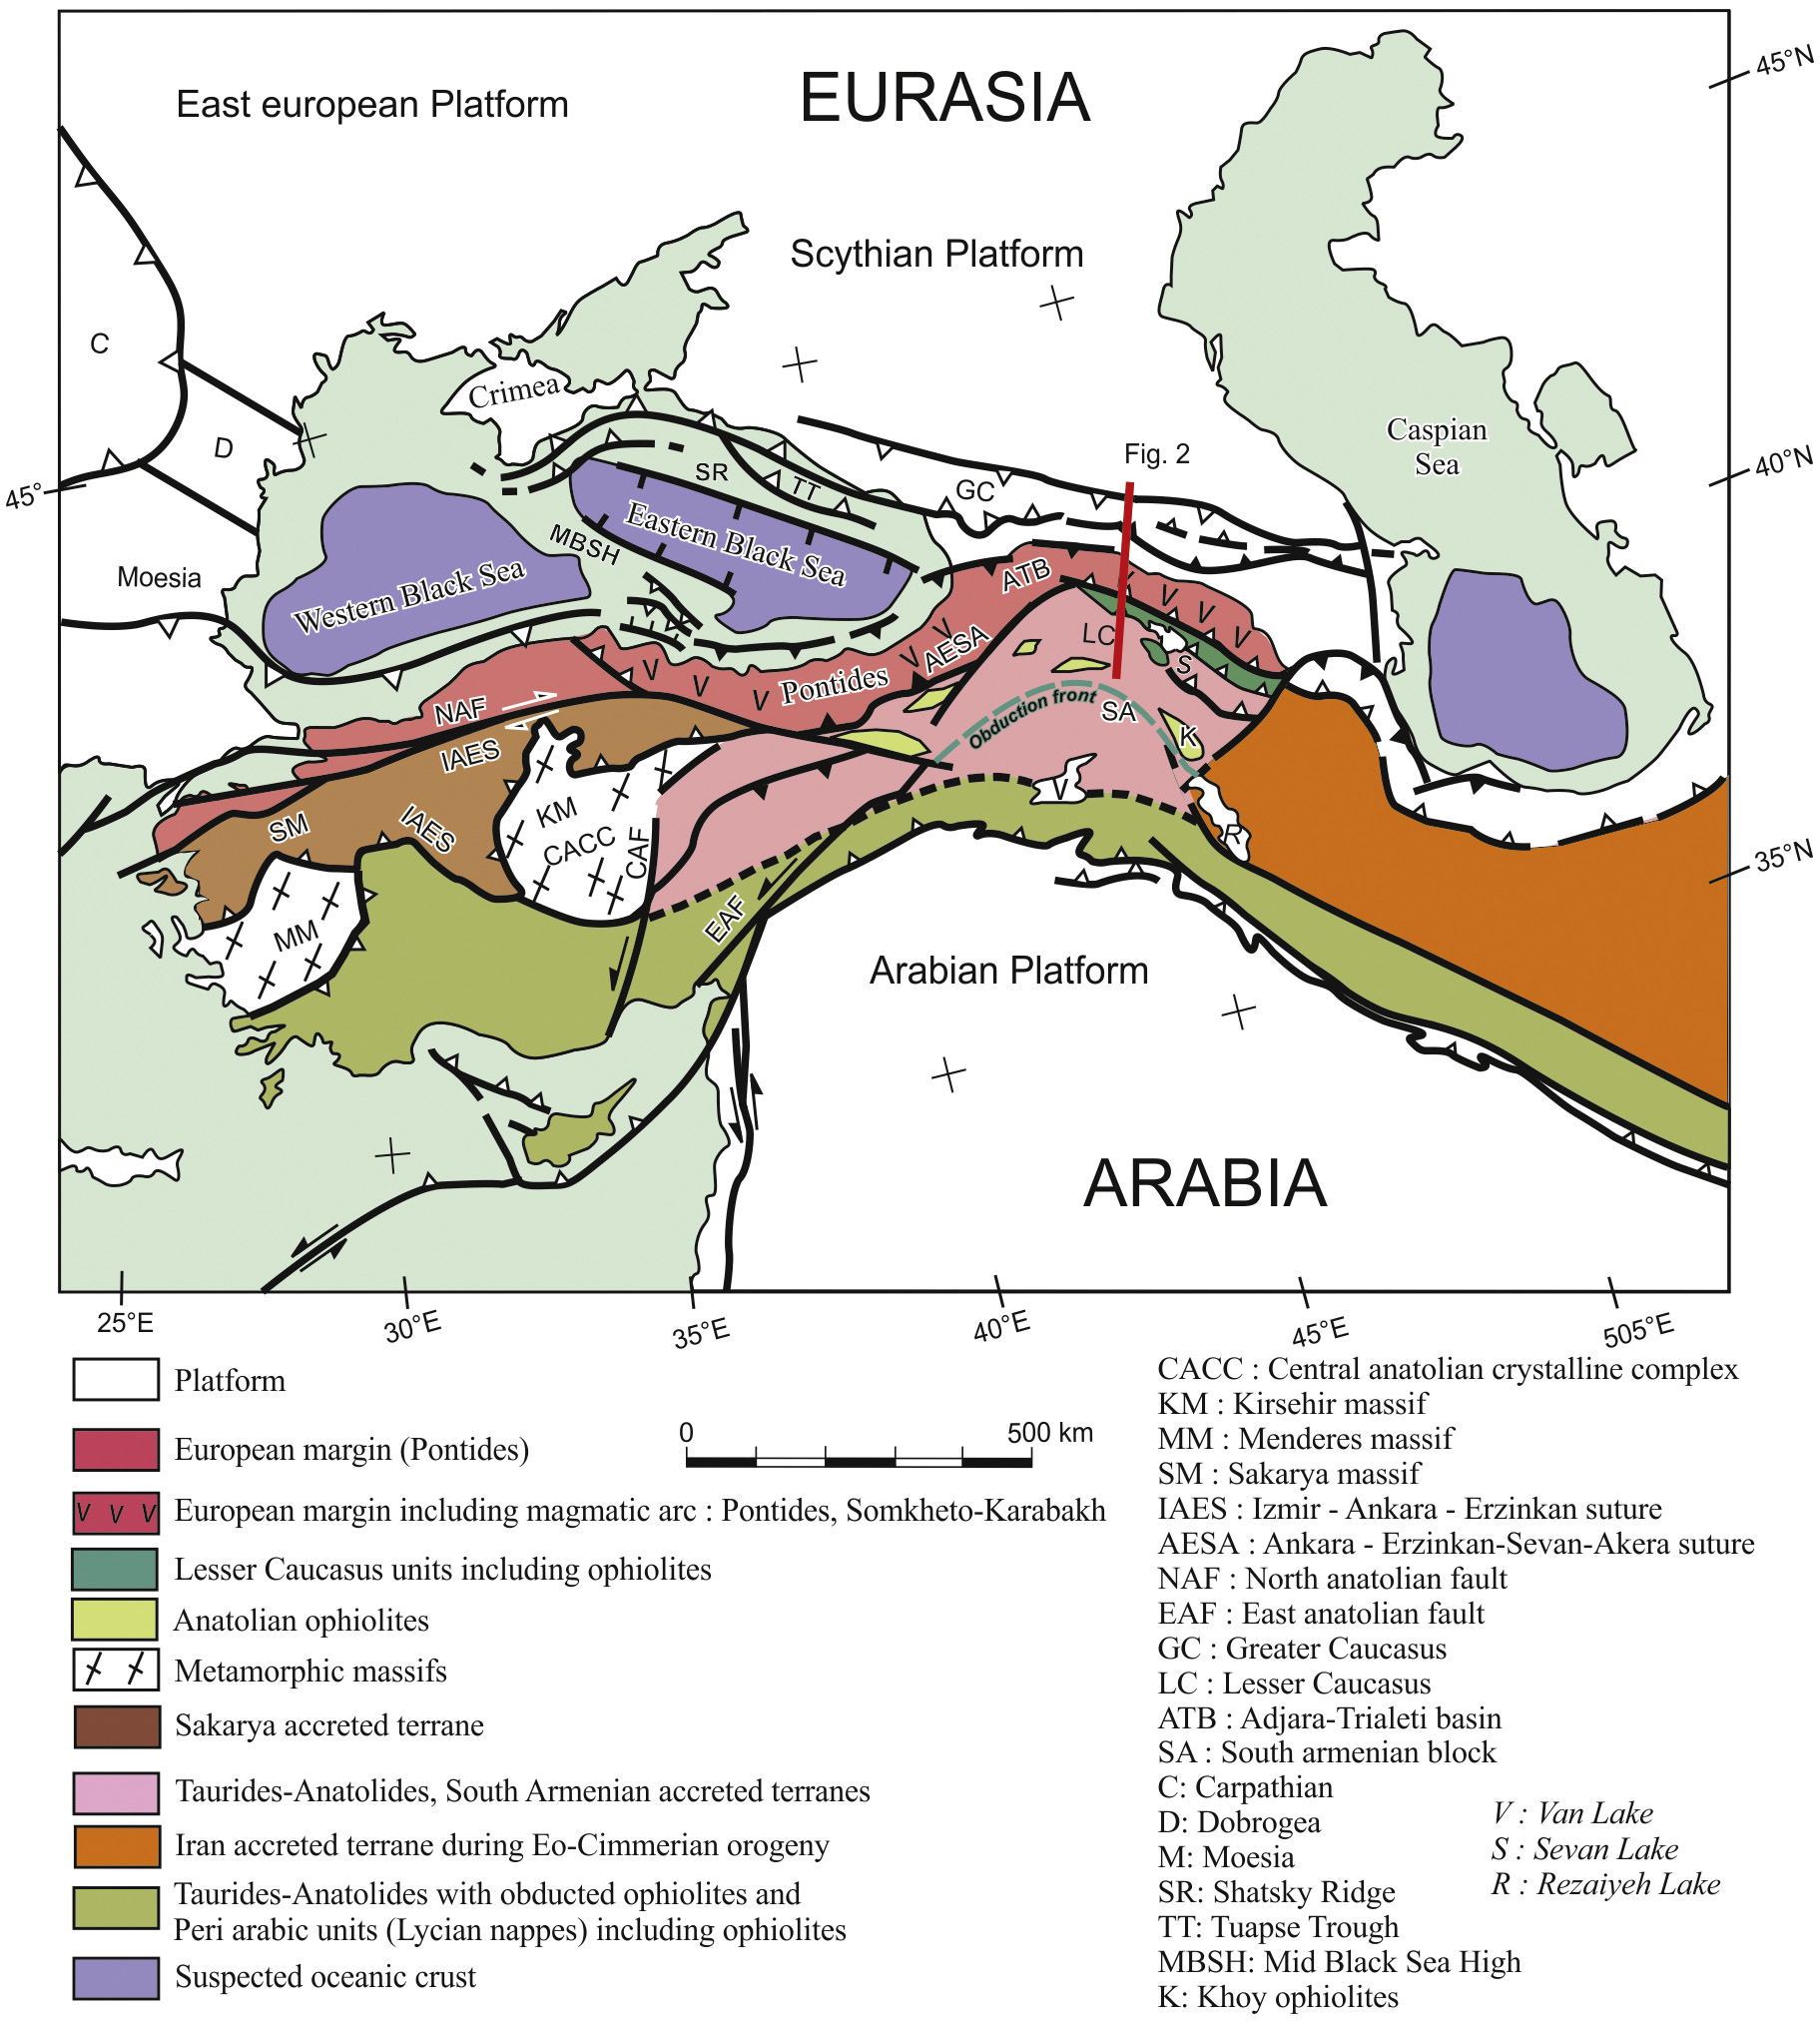 East european Platform
EURASIA
45°N
Scythian Platform
C
Crimea
D
Caspian
Sea
Fig. 2
40°N
45°
SR
TT
GC
MBSH
Eastern Black Sea
Moesia
Western Black Sea
ATB
V V V V
LC
AESA
V V
S
V V V
Pontides
NAF
SA
Obduction front
K
IAES
V
KM
SM
IAES
CACC
CAF
R
35°N
MM
EAF
Arabian Platform
ARABIA
25°E
30°E
35°E
40°E
45°E
505°E
Platform
European margin (Pontides)
0
500 km
V V V
European margin including magmatic arc : Pontides, Somkheto-Karabakh
Lesser Caucasus units including ophiolites
Anatolian ophiolites
Metamorphic massifs
Sakarya accreted terrane
Taurides-Anatolides, South Armenian accreted terranes
Iran accreted terrane during Eo-Cimmerian orogeny
Taurides-Anatolides with obducted ophiolites and
Peri arabic units (Lycian nappes) including ophiolites
Suspected oceanic crust
CACC : Central anatolian crystalline complex
KM : Kirsehir massif
MM : Menderes massif
SM : Sakarya massif
IAES : Izmir - Ankara - Erzinkan suture
AESA : Ankara - Erzinkan-Sevan-Akera suture
NAF : North anatolian fault
EAF : East anatolian fault
GC : Greater Caucasus
LC : Lesser Caucasus
ATB : Adjara-Trialeti basin
SA : South armenian block
C: Carpathian
D: Dobrogea
M: Moesia
SR: Shatsky Ridge
TT: Tuapse Trough
MBSH: Mid Black Sea High
K: Khoy ophiolites
V : Van Lake
S : Sevan Lake
R : Rezaiyeh Lake